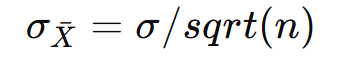 σ_X̄ = σ/sqrt(n)